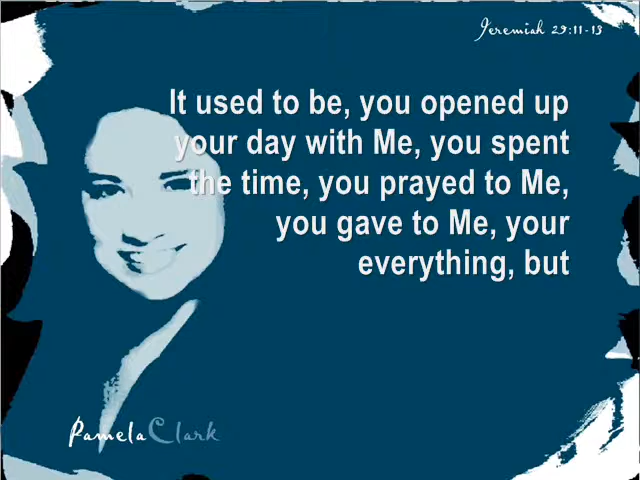 Jeremiah 29:11-13
It used to be, you opened up
your day with Me, you spent
the time, you prayed to Me,
you gave to Me, your
everything, but
PamelaClark